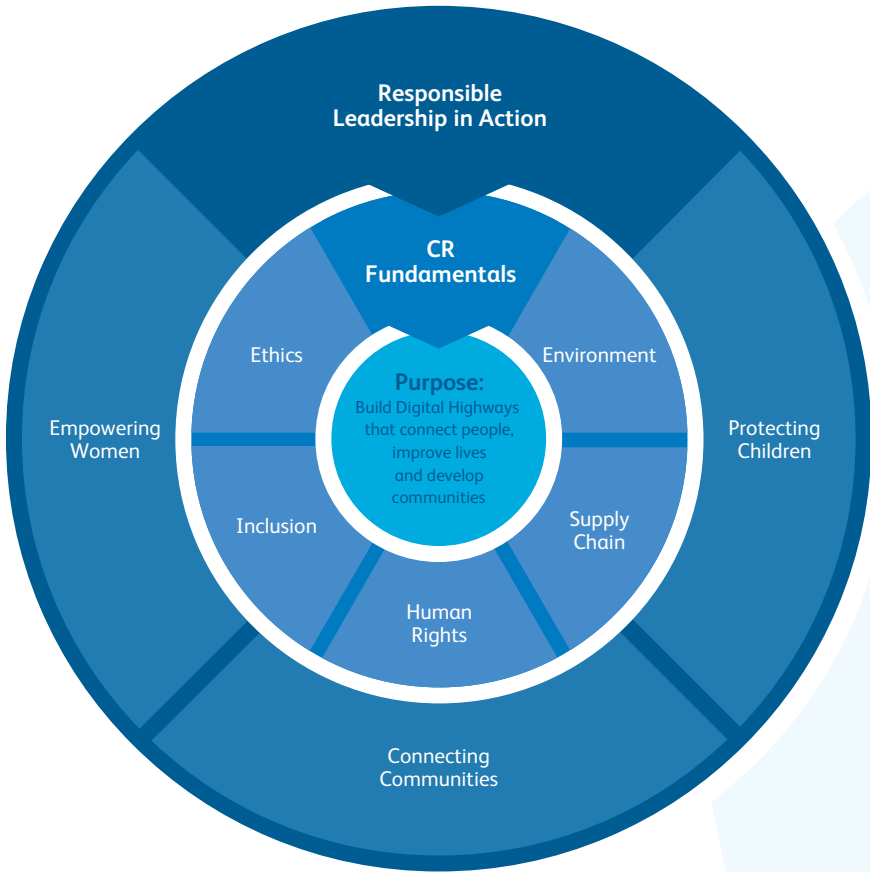 Responsible
Leadership in Action
CR
Fundamentals
Ethics
Environment
Purpose:
Build Digital Highways
that connect people,
improve lives
and develop
communities
Empowering
Women
Protecting
Children
Inclusion
Supply
Chain
Human
Rights
Connecting
Communities